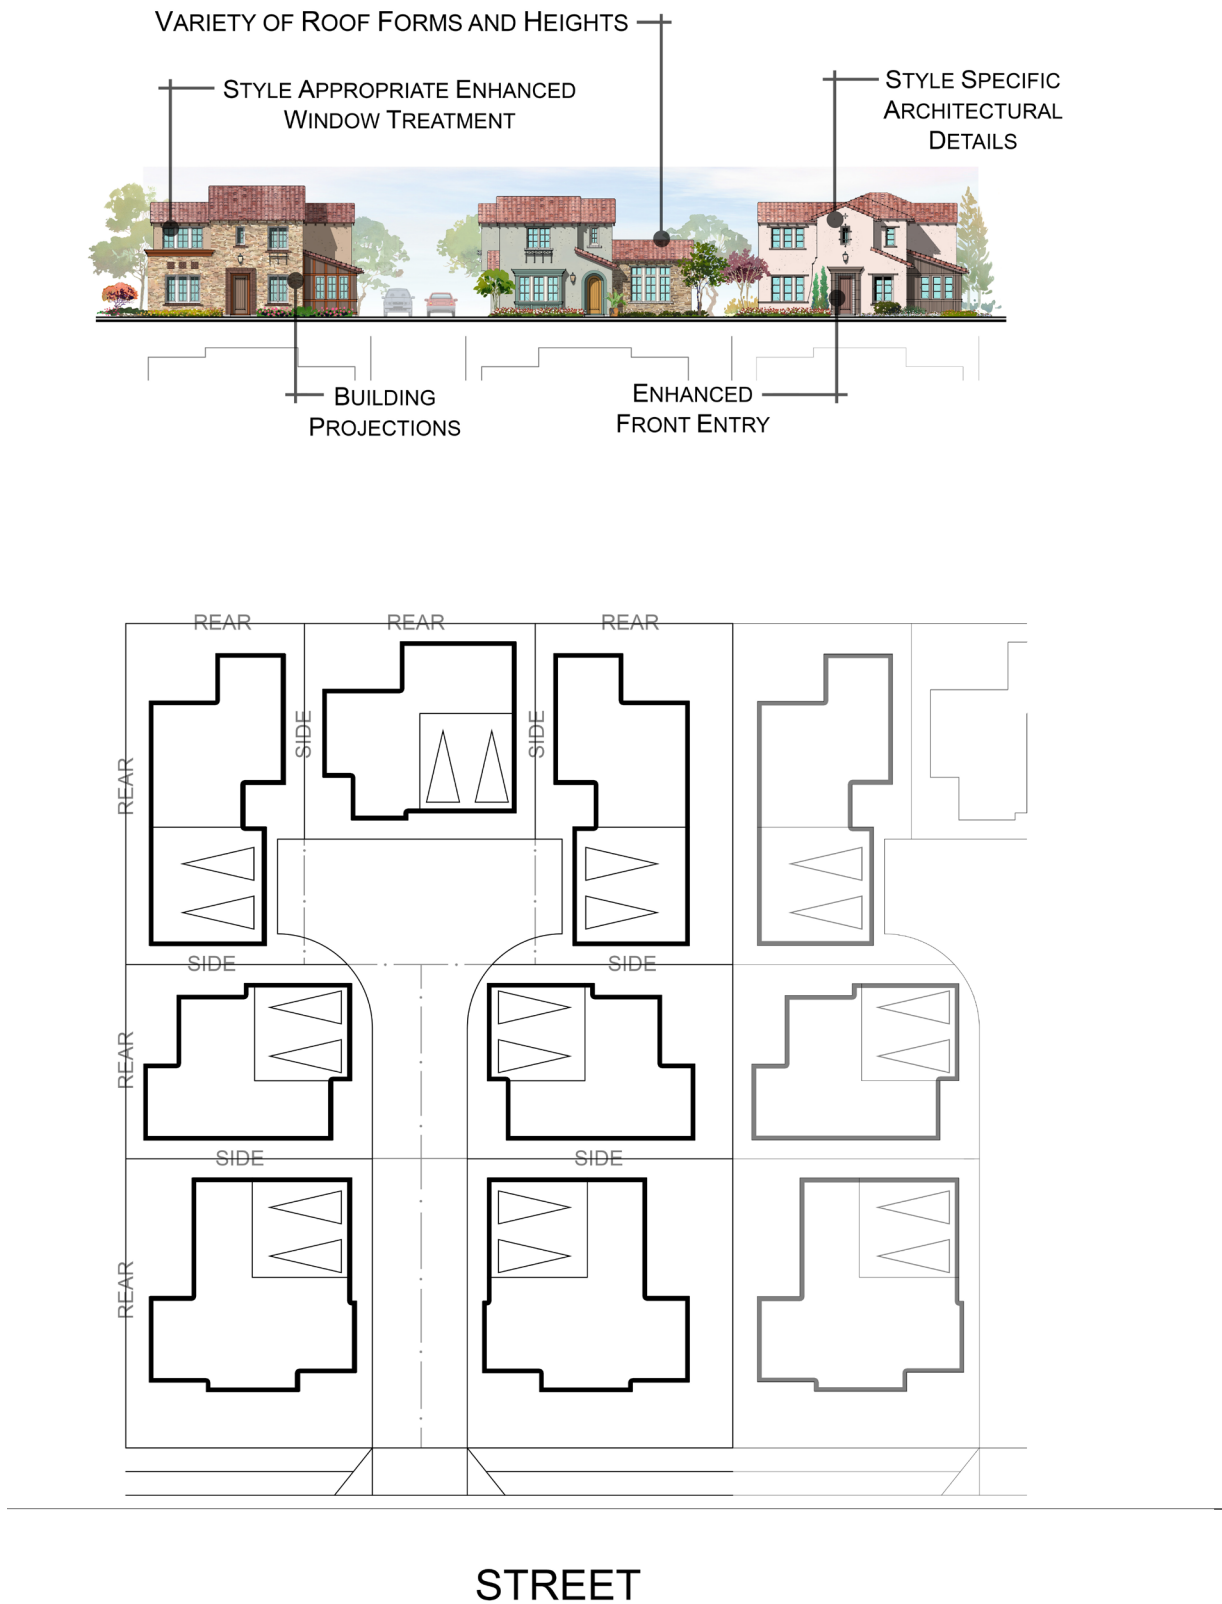 VARIETY OF ROOF FORMS AND HEIGHTS
STYLE APPROPRIATE ENHANCED
WINDOW TREATMENT
STYLE SPECIFIC
ARCHITECTURAL
DETAILS
BUILDING
PROJECTIONS
ENHANCED
FRONT ENTRY
REAR
REAR
REAR
SIDE
SIDE
REAR
SIDE
SIDE
REAR
SIDE
SIDE
REAR
STREET